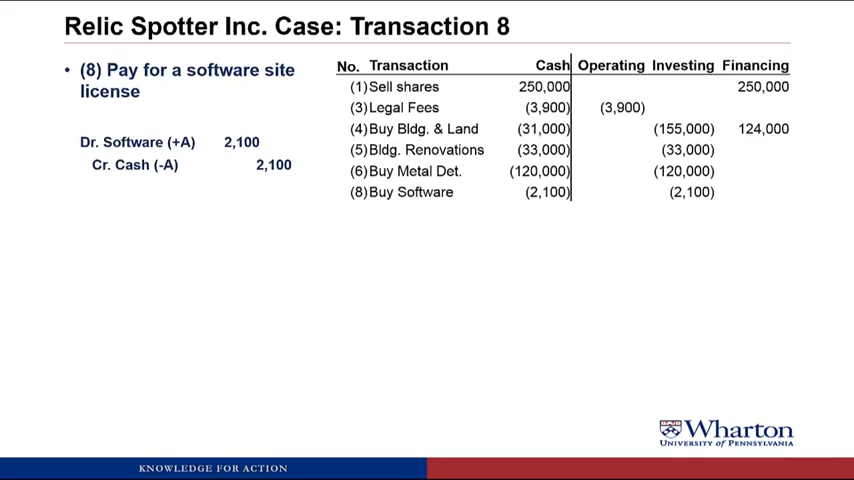 Relic Spotter Inc. Case: Transaction 8
• (8) Pay for a software site
license
Dr. Software (+A) 2,100
Cr. Cash (-A) 2,100
No. Transaction Cash Operating Investing Financing
(1) Sell shares 250,000 250,000
(3) Legal Fees (3,900) (3,900)
(4) Buy Bldg. & Land (31,000) (155,000) 124,000
(5) Bldg. Renovations (33,000) (33,000)
(6) Buy Metal Det. (120,000) (120,000)
(8) Buy Software (2,100) (2,100)
Wharton
UNIVERSITY OF PENNSYLVANIA
KNOWLEDGE FOR ACTION